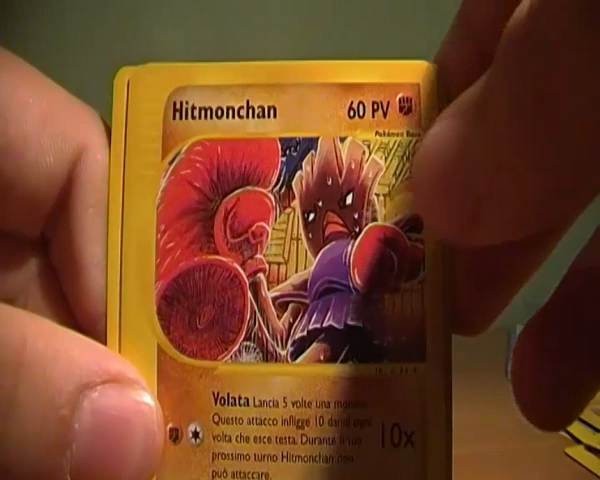 Hitmonchan 60 PV
Pokémon Base
Volata Lancia 5 volte una
Questo attacco infligge 10 danni ogni
volta che esce testa. Durante il tuo
prossimo turno Hitmonchan non
può attaccare.
10x